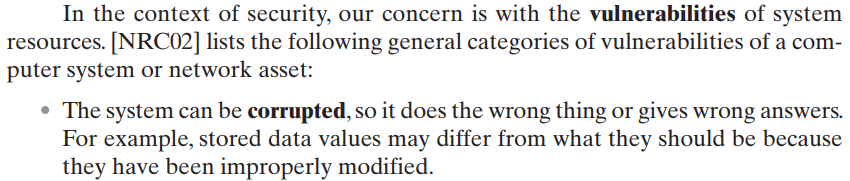 In the context of security, our concern is with the vulnerabilities of system
resources. [NRC02] lists the following general categories of vulnerabilities of a com-
puter system or network asset:
• The system can be corrupted, so it does the wrong thing or gives wrong answers.
For example, stored data values may differ from what they should be because
they have been improperly modified.